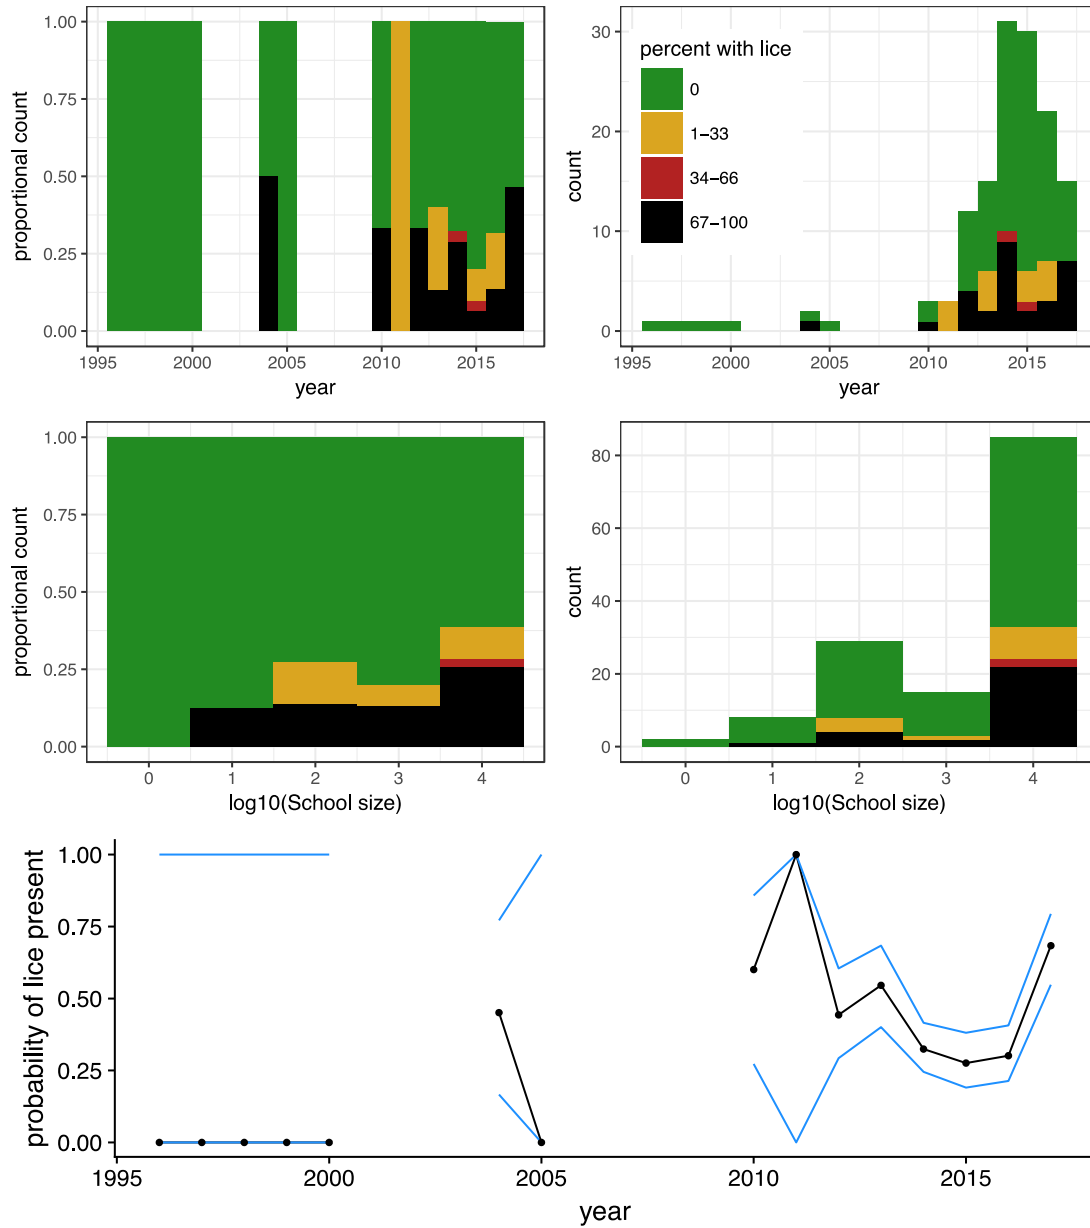 proportional count
1.00
0.75
0.50
0.25
0.00
1995 2000 2005 2010 2015
year
count
30
20
10
0
percent with lice
0
1−33
34−66
67−100
1995 2000 2005 2010 2015
year
proportional count
1.00
0.75
0.50
0.25
0.00
0 1 2 3 4
log10(School size)
count
80
60
40
20
0
0 1 2 3 4
log10(School size)
probability of lice present
1.00
0.75
0.50
0.25
0.00
1995 2000 2005 2010 2015
year